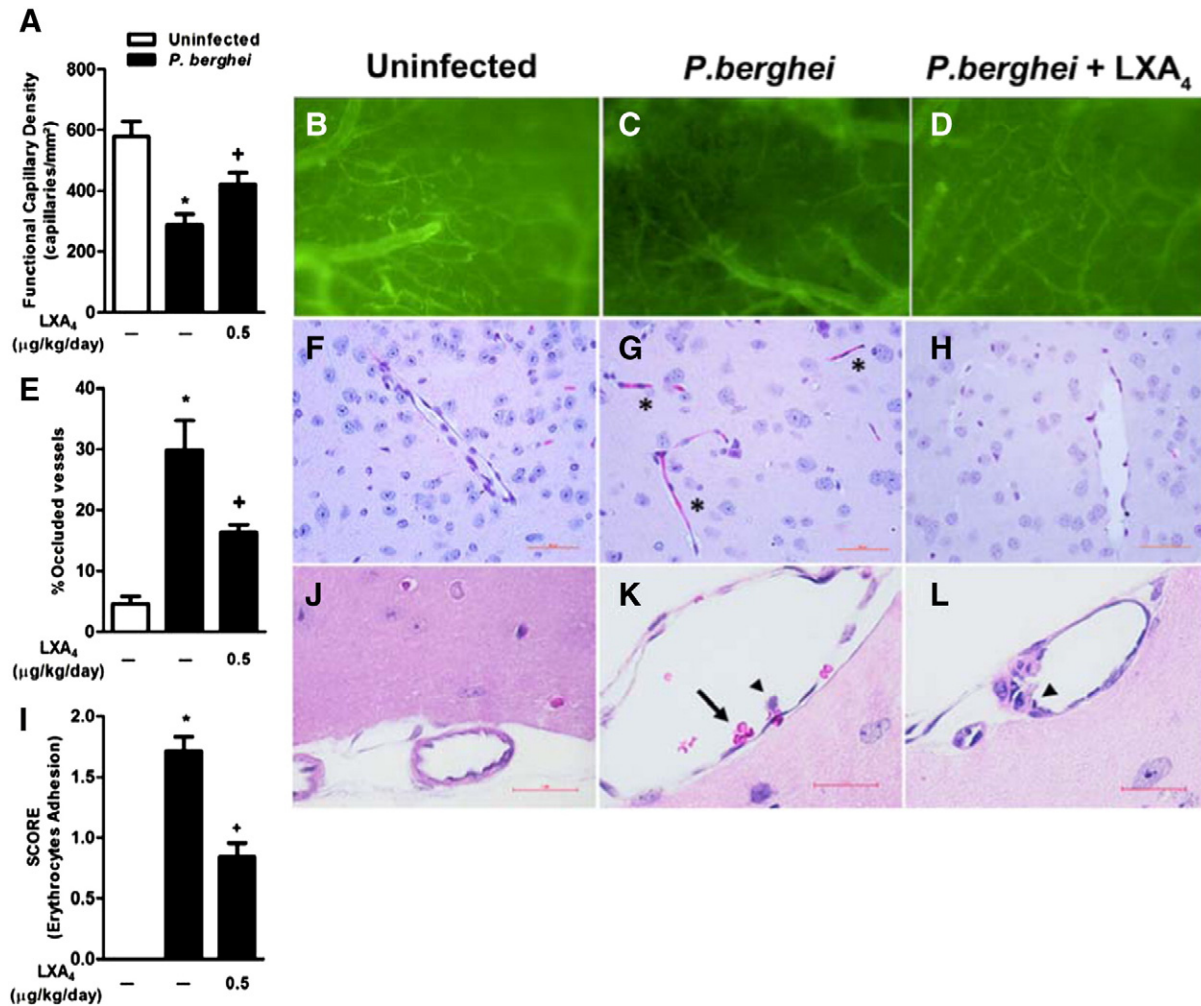 A
Uninfected
P. berghei
Functional Capillary Density
(capillaries/mm²)
800
600
400
200
0
*
+
LXA₄
(μg/kg/day)
– – 0.5
Uninfected
P.berghei
P.berghei + LXA₄
B
C
D
E
%Occluded vessels
40
30
20
10
0
*
+
LXA₄
(μg/kg/day)
– – 0.5
F
G
*
*
*
H
I
SCORE
(Erythrocytes Adhesion)
2.0
1.5
1.0
0.5
0.0
*
+
LXA₄
(μg/kg/day)
– – 0.5
J
K
L